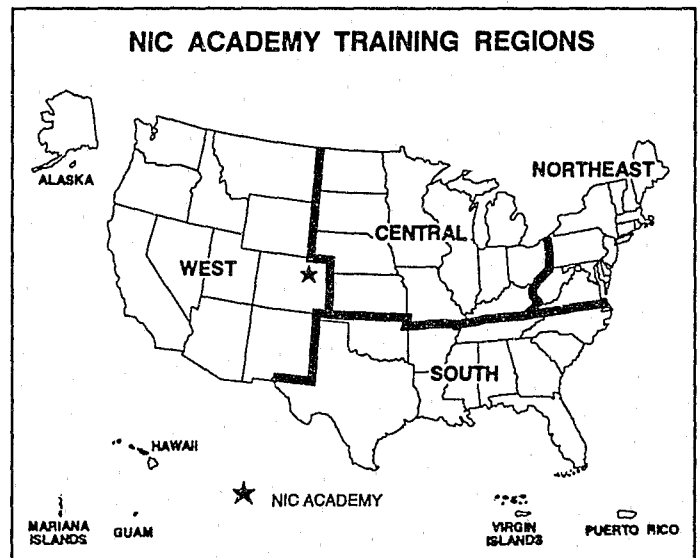 NIC ACADEMY TRAINING REGIONS
ALASKA
NORTHEAST
CENTRAL
WEST
SOUTH
HAWAII
NIC ACADEMY
MARIANA
ISLANDS
GUAM
VIRGIN
ISLANDS
PUERTO RICO